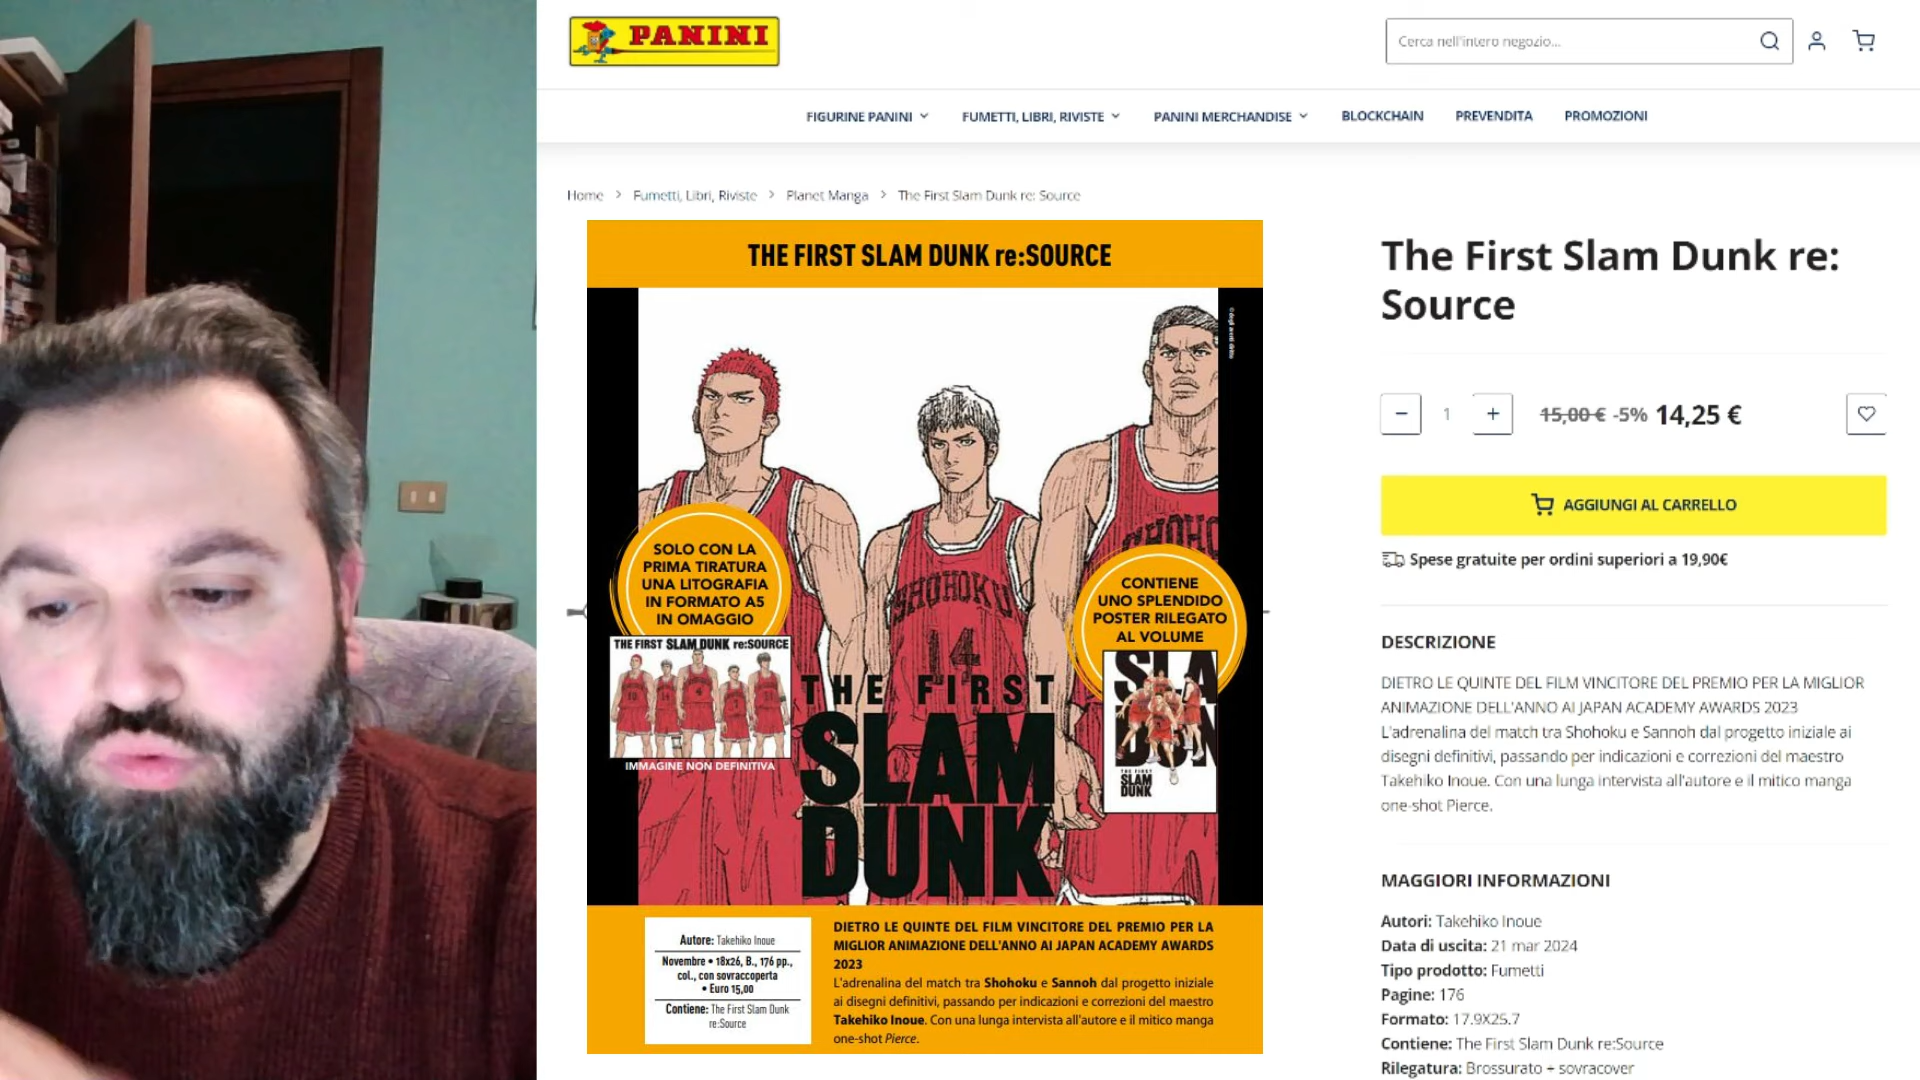 PANINI
Cerca nell'intero negozio...
FIGURINE PANINI
FUMETTI, LIBRI, RIVISTE
PANINI MERCHANDISE
BLOCKCHAIN
PREVENDITA
PROMOZIONI
Home > Fumetti, Libri, Riviste > Planet Manga > The First Slam Dunk re: Source
THE FIRST SLAM DUNK re:SOURCE
SHOHOKU
14
SHOHO
SOLO CON LA
PRIMA TIRATURA
UNA LITOGRAFIA
IN FORMATO A5
IN OMAGGIO
THE FIRST SLAM DUNK re:SOURCE
IMMAGINE NON DEFINITIVA
CONTIENE
UNO SPLENDIDO
POSTER RILEGATO
AL VOLUME
SLA
DUN
THE FIRST
SLAM
DUNK
THE FIRST
SLAM
DUNK
Autore: Takehiko Inoue
Novembre • 18x26, B., 176 pp.,
col., con sovraccoperta
• Euro 15,00
Contiene: The First Slam Dunk
re:Source
DIETRO LE QUINTE DEL FILM VINCITORE DEL PREMIO PER LA
MIGLIOR ANIMAZIONE DELL'ANNO AI JAPAN ACADEMY AWARDS
2023
L'adrenalina del match tra Shohoku e Sannoh dal progetto iniziale
ai disegni definitivi, passando per indicazioni e correzioni del maestro
Takehiko Inoue. Con una lunga intervista all'autore e il mitico manga
one-shot Pierce.
The First Slam Dunk re:
Source
− 1 + 15,00 € -5% 14,25 €
AGGIUNGI AL CARRELLO
Spese gratuite per ordini superiori a 19,90€
DESCRIZIONE
DIETRO LE QUINTE DEL FILM VINCITORE DEL PREMIO PER LA MIGLIOR
ANIMAZIONE DELL'ANNO AI JAPAN ACADEMY AWARDS 2023
L'adrenalina del match tra Shohoku e Sannoh dal progetto iniziale ai
disegni definitivi, passando per indicazioni e correzioni del maestro
Takehiko Inoue. Con una lunga intervista all'autore e il mitico manga
one-shot Pierce.
MAGGIORI INFORMAZIONI
Autori: Takehiko Inoue
Data di uscita: 21 mar 2024
Tipo prodotto: Fumetti
Pagine: 176
Formato: 17.9X25.7
Contiene: The First Slam Dunk re:Source
Rilegatura: Brossurato + sovracover